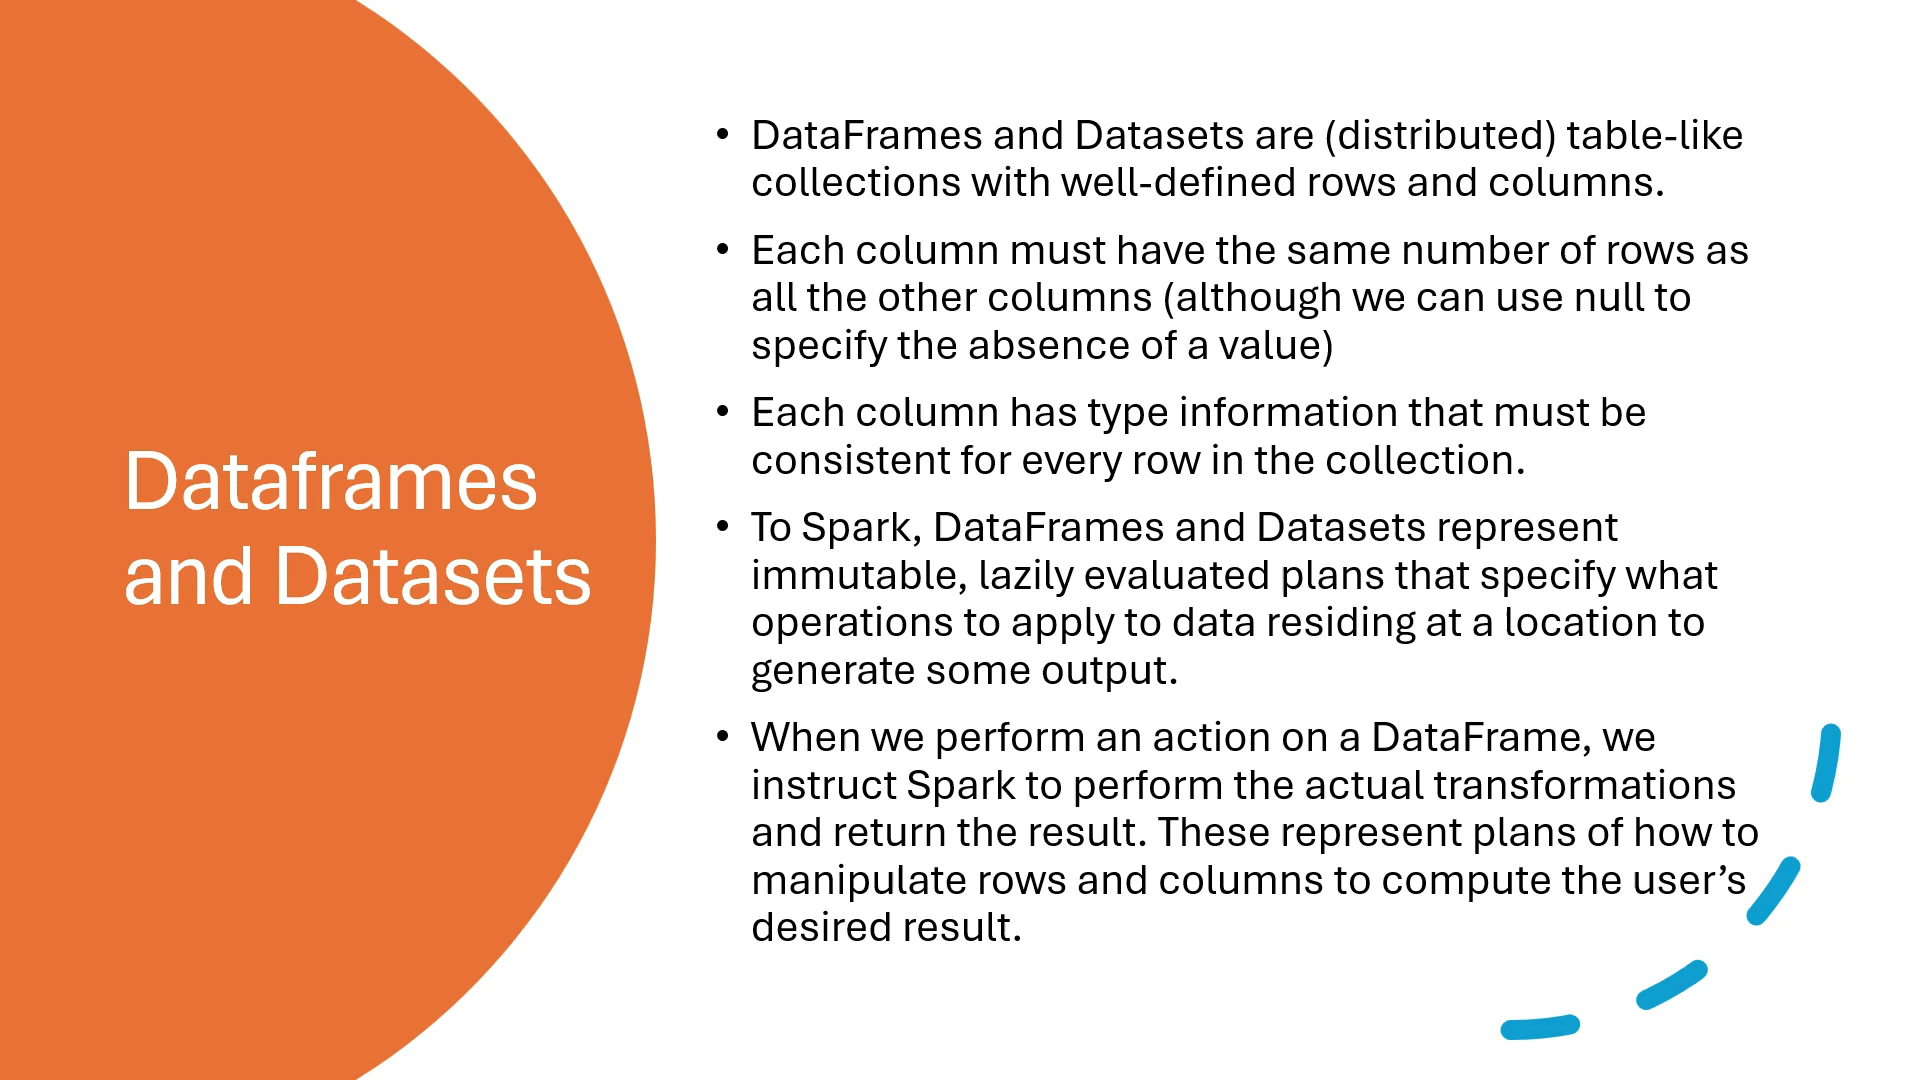 Dataframes
and Datasets
• DataFrames and Datasets are (distributed) table-like
collections with well-defined rows and columns.
• Each column must have the same number of rows as
all the other columns (although we can use null to
specify the absence of a value)
• Each column has type information that must be
consistent for every row in the collection.
• To Spark, DataFrames and Datasets represent
immutable, lazily evaluated plans that specify what
operations to apply to data residing at a location to
generate some output.
• When we perform an action on a DataFrame, we
instruct Spark to perform the actual transformations
and return the result. These represent plans of how to
manipulate rows and columns to compute the user’s
desired result.